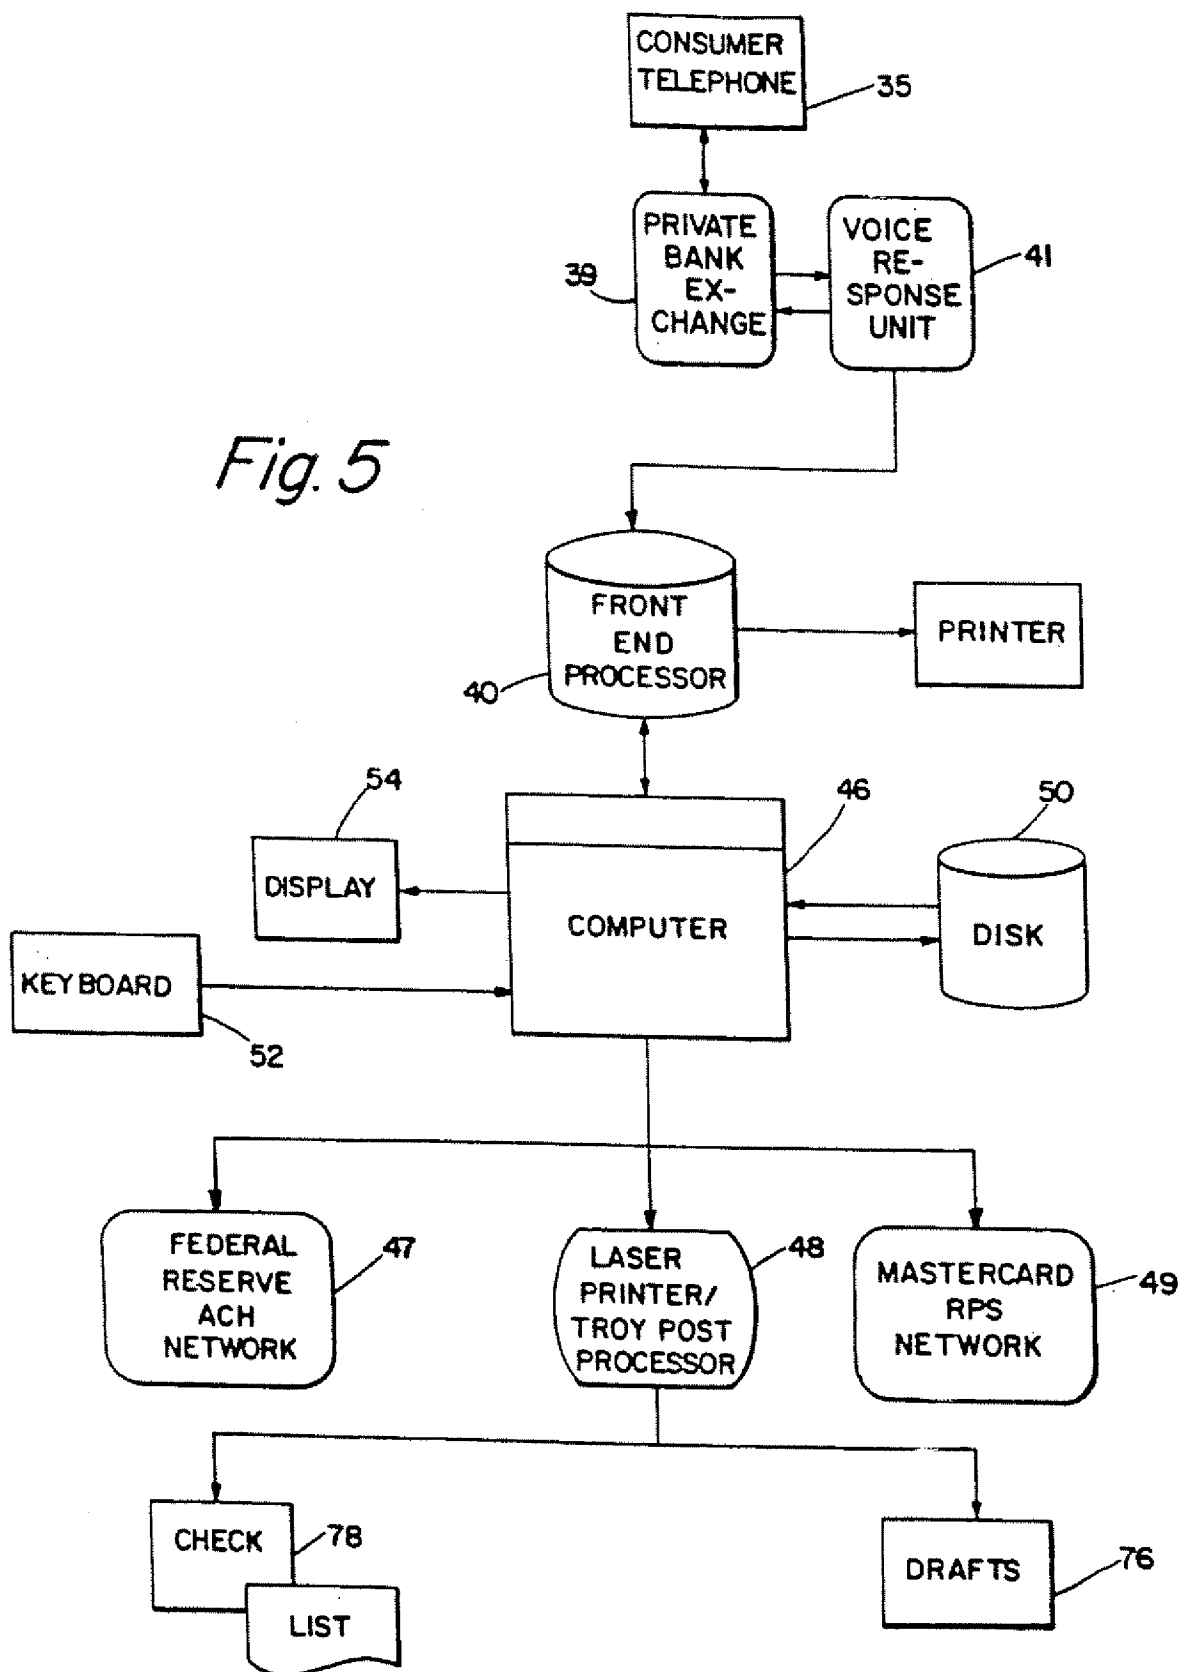 CONSUMER
TELEPHONE
35
PRIVATE
BANK
EX-
CHANGE
39
VOICE
RE-
SPONSE
UNIT
41
Fig. 5
FRONT
END
PROCESSOR
40
PRINTER
54
DISPLAY
46
COMPUTER
50
DISK
KEYBOARD
52
FEDERAL
RESERVE
ACH
NETWORK
47
LASER
PRINTER/
TROY POST
PROCESSOR
48
MASTERCARD
RPS
NETWORK
49
CHECK
78
LIST
DRAFTS
76